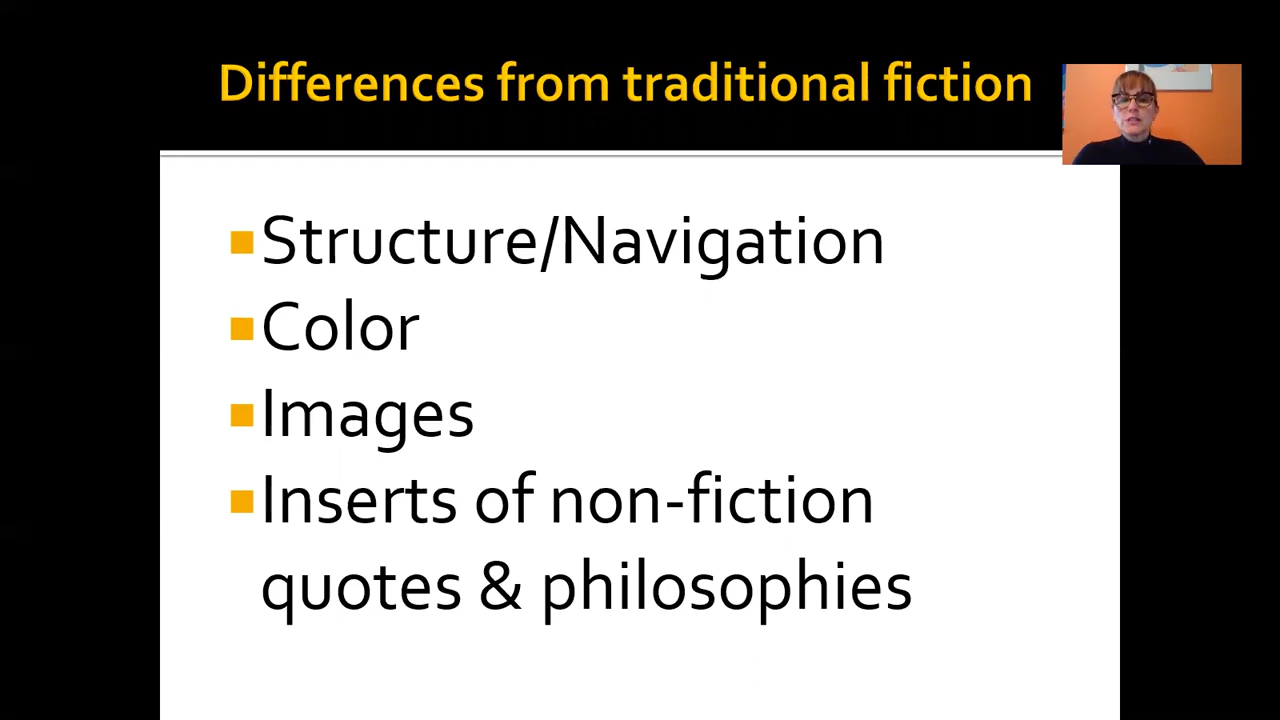 Differences from traditional fiction
Structure/Navigation
Color
Images
Inserts of non-fiction
quotes & philosophies